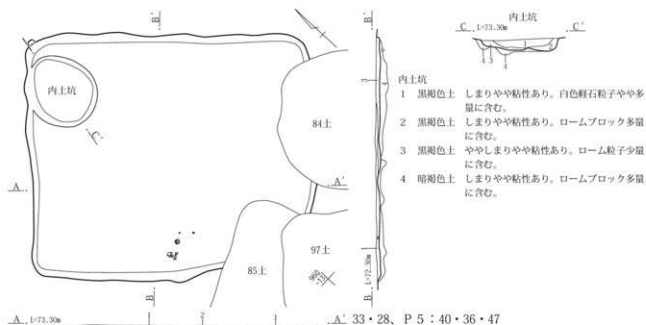 B'
B'
内土坑
C L=73.30m C'
1 2
4 3 4
C
内土坑
C'
3
84土
内土坑
1 黒褐色土 しまりやや粘性あり。白色軽石粒子やや多
量に含む。
2 黒褐色土 しまりやや粘性あり。ロームブロック多量
に含む。
3 黒褐色土 ややしまりやや粘性あり。ローム粒子少量
に含む。
4 暗褐色土 しまりやや粘性あり。ロームブロック多量
に含む。
A A'
97土
85土
L=72.30m
B B
A L=73.30m 2 A' 33・28、P 5：40・36・47